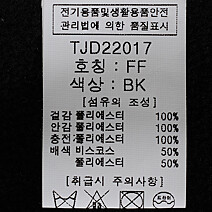 전기용품및생활용품안전
관리법에 의한 품질표시
TJD22017
호칭 : FF
색상 : BK
[섬유의 조성]
겉감 폴리에스터 100%
안감 폴리에스터 100%
충전/폴리에스터 100%
배색 비스코스 50%
폴리에스터 50%
[취급시 주의사항]